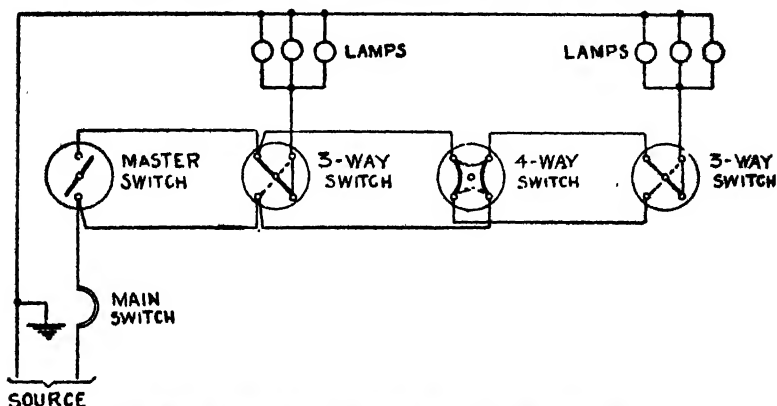 LAMPS
LAMPS
MASTER
SWITCH
3-WAY
SWITCH
4-WAY
SWITCH
3-WAY
SWITCH
MAIN
SWITCH
SOURCE